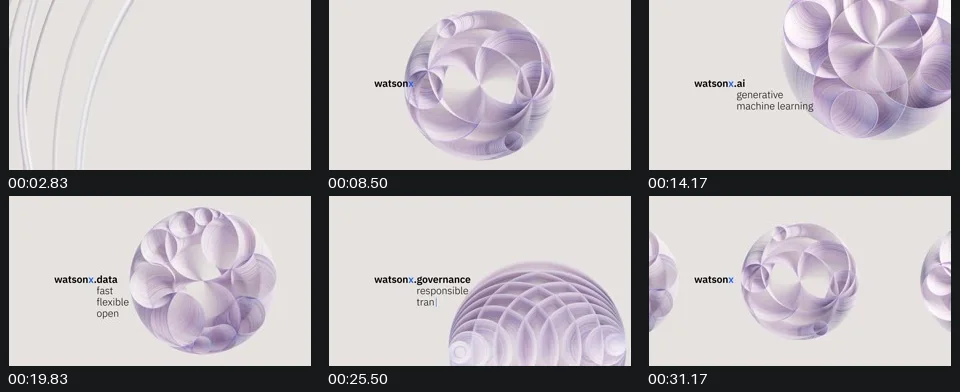 watsonx
watsonx.ai
generative
machine learning
00:02.83
00:08.50
00:14.17
watsonx.data
fast
flexible
open
watsonx.governance
responsible
tran
watsonx
00:19.83
00:25.50
00:31.17